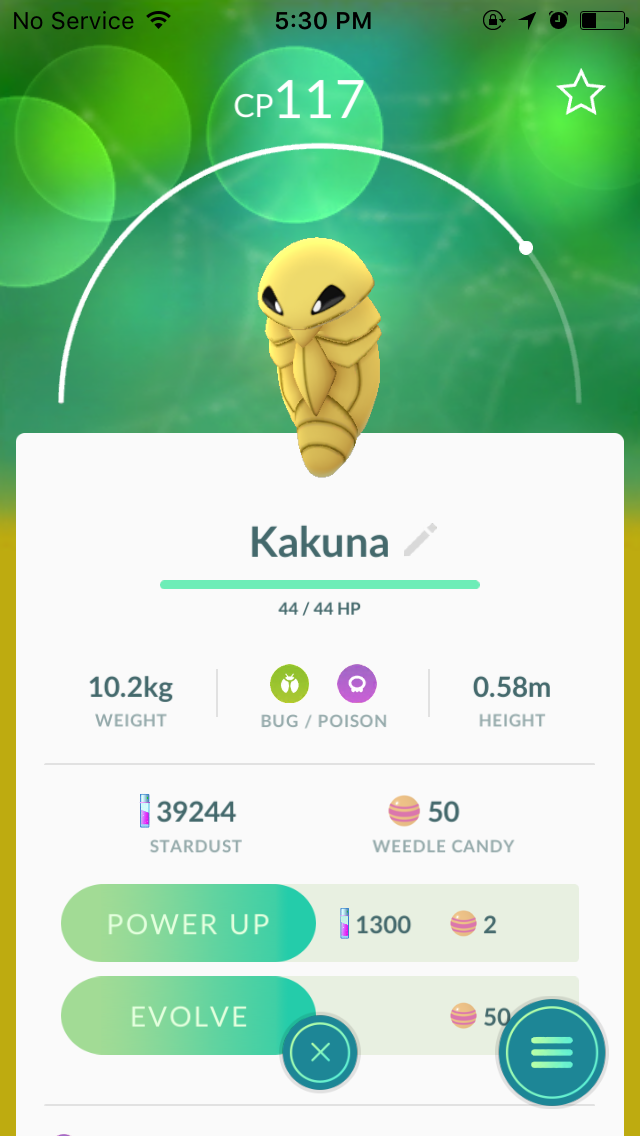 No Service 5:30 PM
CP117
Kakuna
44 / 44 HP
10.2kg 0.58m
WEIGHT BUG / POISON HEIGHT
39244 50
STARDUST WEEDLE CANDY
POWER UP 1300 2
EVOLVE 50